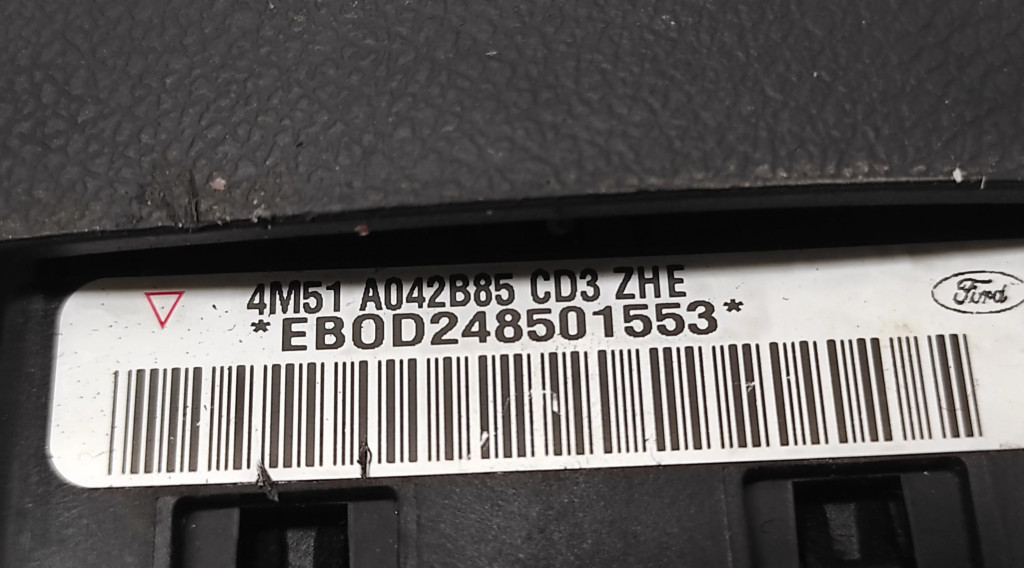 4M51 A042B85 CD3 ZHE
*EBOD248501553*
Ford